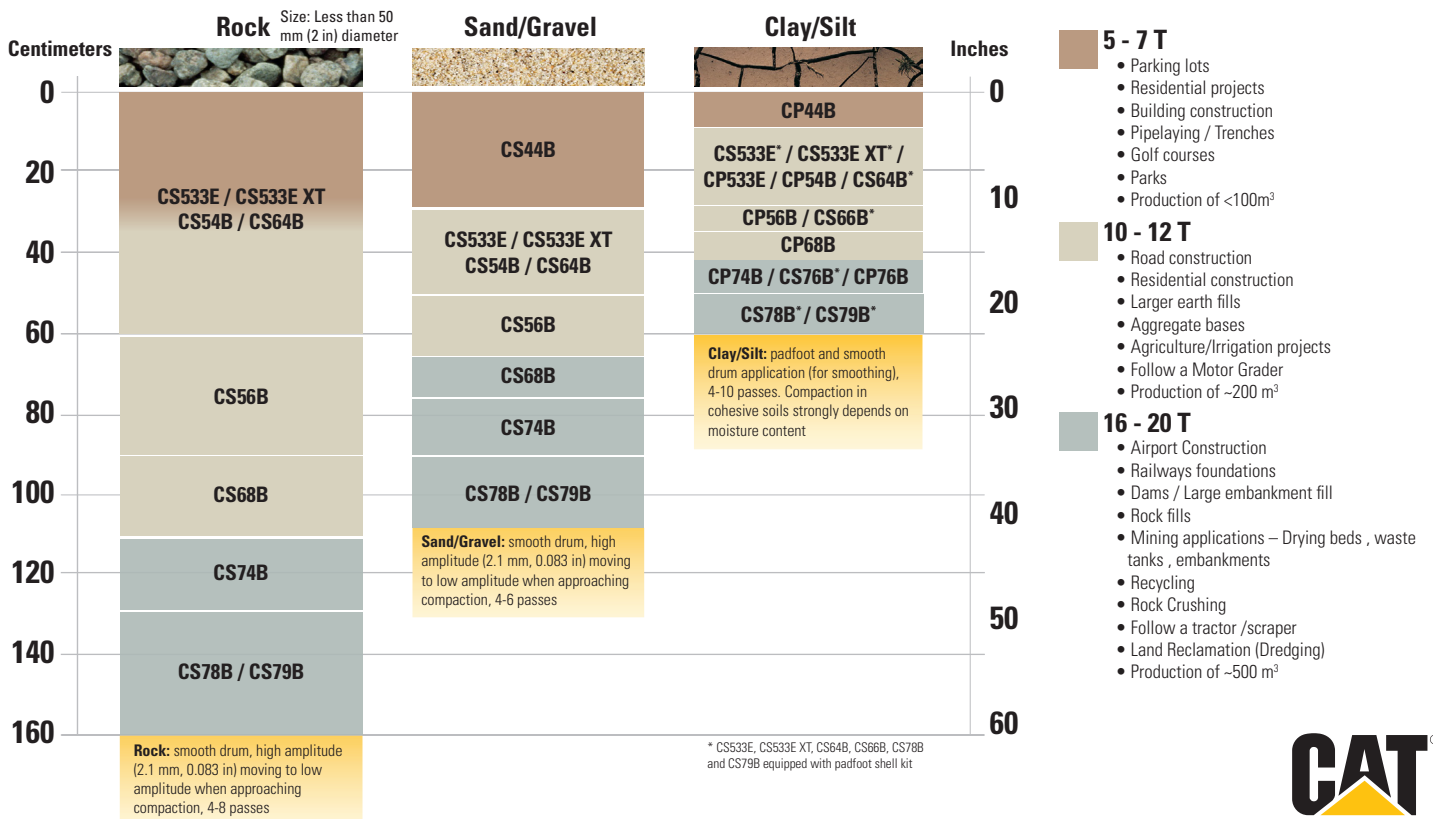 Rock
Size: Less than 50
mm (2 in) diameter
Sand/Gravel
Clay/Silt
Centimeters
Inches
0
20
40
60
80
100
120
140
160
CS533E / CS533E XT
CS54B / CS64B
CS56B
CS68B
CS74B
CS78B / CS79B
Rock: smooth drum, high amplitude
(2.1 mm, 0.083 in) moving to low
amplitude when approaching
compaction, 4-8 passes
CS44B
CS533E / CS533E XT
CS54B / CS64B
CS56B
CS68B
CS74B
CS78B / CS79B
Sand/Gravel: smooth drum, high
amplitude (2.1 mm, 0.083 in) moving
to low amplitude when approaching
compaction, 4-6 passes
CP44B
CS533E* / CS533E XT* /
CP533E / CP54B / CS64B*
CP56B / CS66B*
CP68B
CP74B / CS76B* / CP76B
CS78B* / CS79B*
Clay/Silt: padfoot and smooth
drum application (for smoothing),
4-10 passes. Compaction in
cohesive soils strongly depends on
moisture content
* CS533E, CS533E XT, CS64B, CS66B, CS78B
and CS79B equipped with padfoot shell kit
0
10
20
30
40
50
60
5 - 7 T
• Parking lots
• Residential projects
• Building construction
• Pipelaying / Trenches
• Golf courses
• Parks
• Production of <100m³
10 - 12 T
• Road construction
• Residential construction
• Larger earth fills
• Aggregate bases
• Agriculture/Irrigation projects
• Follow a Motor Grader
• Production of ~200 m³
16 - 20 T
• Airport Construction
• Railways foundations
• Dams / Large embankment fill
• Rock fills
• Mining applications – Drying beds , waste
tanks , embankments
• Recycling
• Rock Crushing
• Follow a tractor /scraper
• Land Reclamation (Dredging)
• Production of ~500 m³
CAT